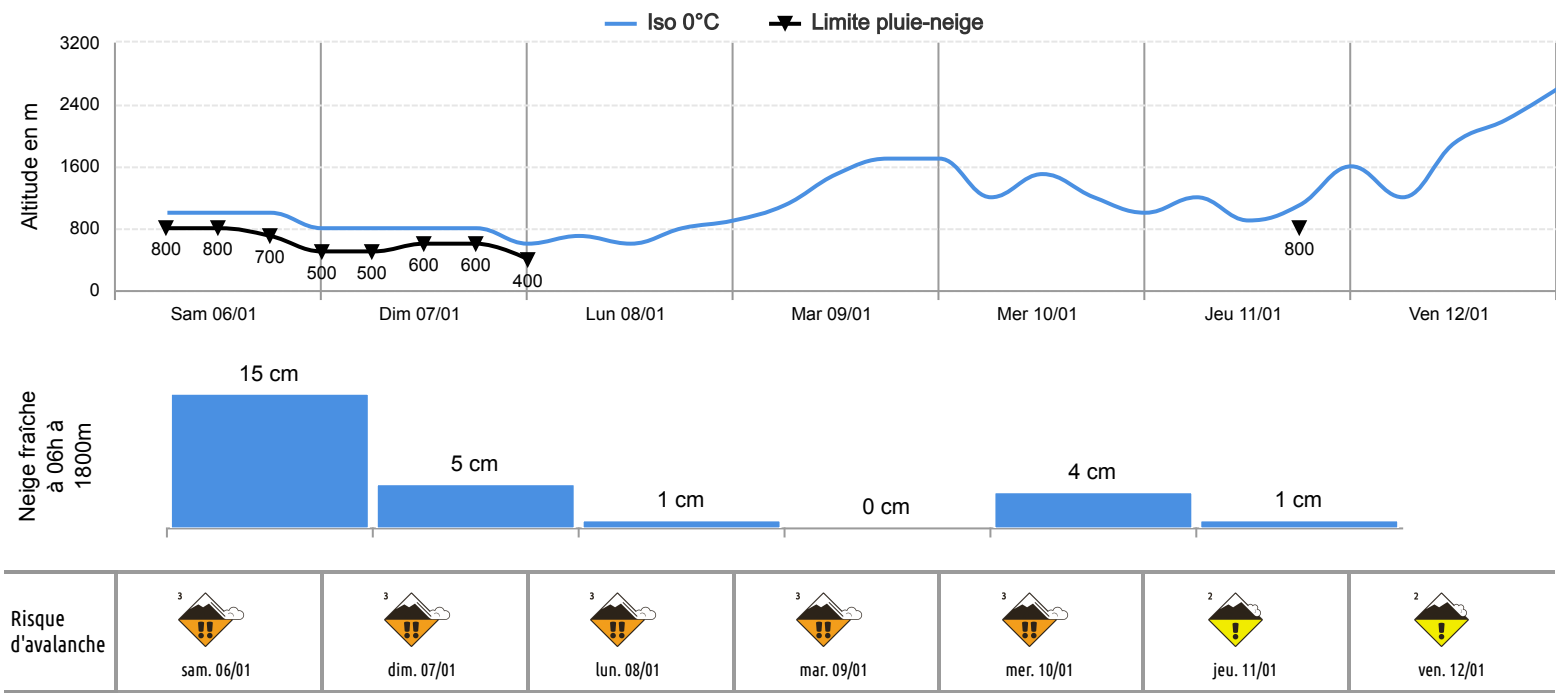 Iso 0°C Limite pluie-neige
Altitude en m
3200
2400
1600
800
0
800 800 700 500 500 600 600 400 800
Sam 06/01 Dim 07/01 Lun 08/01 Mar 09/01 Mer 10/01 Jeu 11/01 Ven 12/01
Neige fraîche
à 06h à
1800m
15 cm 5 cm 1 cm 0 cm 4 cm 1 cm
Risque
d'avalanche
3 3 3 3 3 2 2
!! !! !! !! !! ! !
sam. 06/01 dim. 07/01 lun. 08/01 mar. 09/01 mer. 10/01 jeu. 11/01 ven. 12/01